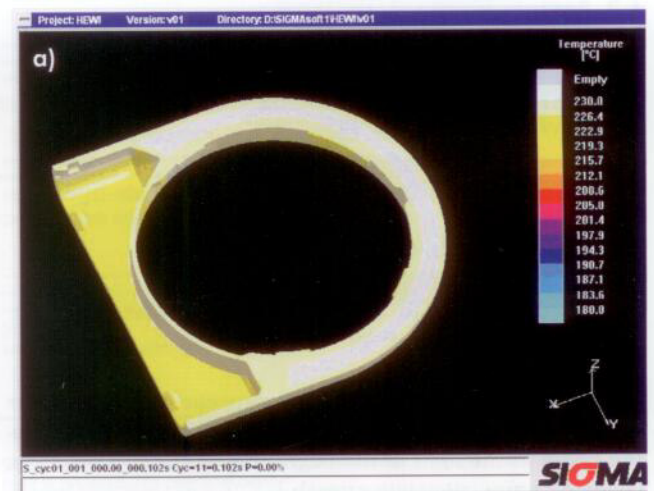 Project: HEWI Version: v01 Directory: D:\SIGMAsoft1\HEWI\v01
a)
Temperature
[°C]
Empty
230.0
226.4
222.9
219.3
215.7
212.1
208.6
205.0
201.4
197.9
194.3
190.7
187.1
183.6
180.0
Z
X
Y
S_cyc01_001_000.00_000.102s Cyc=11=0.102s P=0.00%
SIGMA